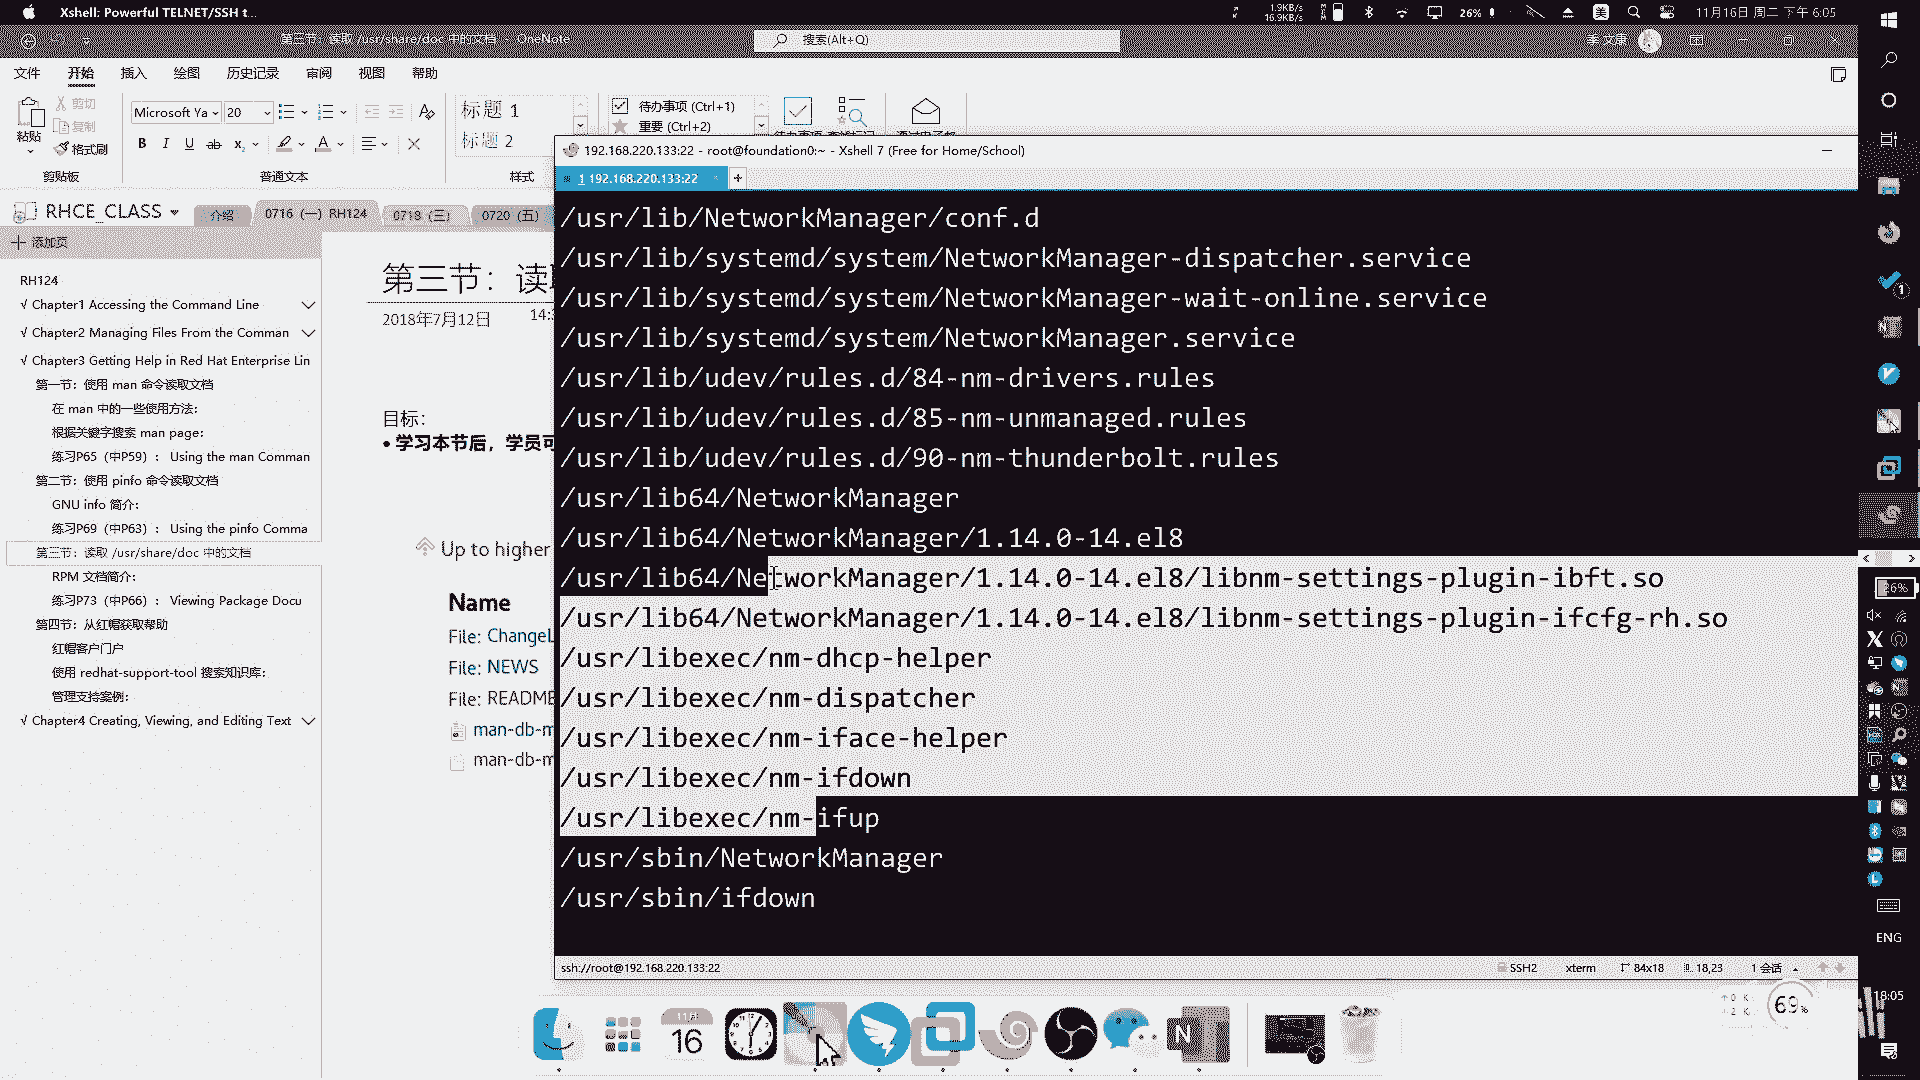 Xshell: Powerful TELNET/SSH t...
1.9KB/s
16.9KB/s
26%
美
11月16日 周二 下午 6:05
第三节：读取 /usr/share/doc 中的文档 - OneNote
搜索(Alt+Q)
文件 开始 插入 绘图 历史记录 审阅 视图 帮助
粘贴
剪切
复制
格式刷
剪贴板
Microsoft Ya 20
B I U ab x₂ A
普通文本
标题 1
标题 2
样式
待办事项 (Ctrl+1)
重要 (Ctrl+2)
192.168.220.133:22 - root@foundation0:~ - Xshell 7 (Free for Home/School)
1 192.168.220.133:22
RHCE_CLASS
介绍
0716（一）RH124
0718（三）
0720（五）
添加页
RH124
√ Chapter1 Accessing the Command Line
√ Chapter2 Managing Files From the Comman
√ Chapter3 Getting Help in Red Hat Enterprise Lin
第一节：使用 man 命令读取文档
在 man 中的一些使用方法：
根据关键字搜索 man page：
练习P65（中P59）： Using the man Comman
第二节：使用 pinfo 命令读取文档
GNU info 简介：
练习P69（中P63）： Using the pinfo Comma
第三节：读取 /usr/share/doc 中的文档
RPM 文档简介：
练习P73（中P66）： Viewing Package Docu
第四节：从红帽获取帮助
红帽客户门户
使用 redhat-support-tool 搜索知识库：
管理支持案例：
√ Chapter4 Creating, Viewing, and Editing Text
第三节：读
2018年7月12日
14:3
目标：
• 学习本节后，学员可
Up to higher
Name
File: ChangeL
File: NEWS
File: README
man-db-m
man-db-m
/usr/lib/NetworkManager/conf.d
/usr/lib/systemd/system/NetworkManager-dispatcher.service
/usr/lib/systemd/system/NetworkManager-wait-online.service
/usr/lib/systemd/system/NetworkManager.service
/usr/lib/udev/rules.d/84-nm-drivers.rules
/usr/lib/udev/rules.d/85-nm-unmanaged.rules
/usr/lib/udev/rules.d/90-nm-thunderbolt.rules
/usr/lib64/NetworkManager
/usr/lib64/NetworkManager/1.14.0-14.el8
/usr/lib64/NetworkManager/1.14.0-14.el8/libnm-settings-plugin-ibft.so
/usr/lib64/NetworkManager/1.14.0-14.el8/libnm-settings-plugin-ifcfg-rh.so
/usr/libexec/nm-dhcp-helper
/usr/libexec/nm-dispatcher
/usr/libexec/nm-iface-helper
/usr/libexec/nm-ifdown
/usr/libexec/nm-ifup
/usr/sbin/NetworkManager
/usr/sbin/ifdown
ssh://root@192.168.220.133:22
SSH2
xterm
84x18
18,23
1 会话
16
69%
26%
ENG
18:05